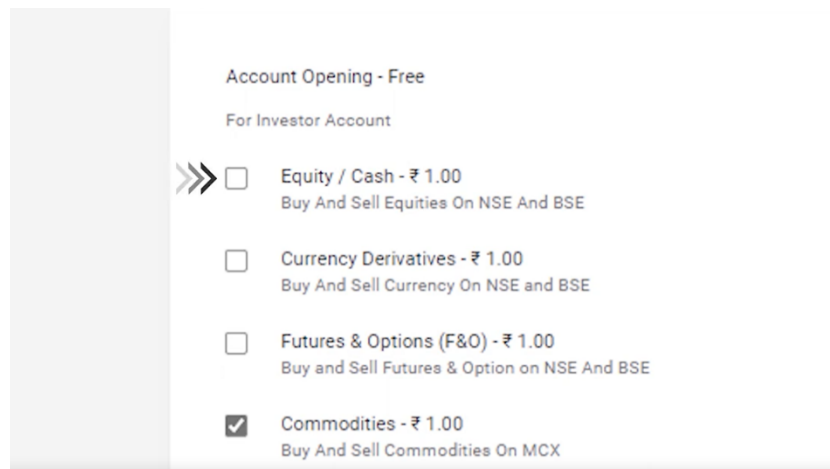 Account Opening - Free
For Investor Account
Equity / Cash - ₹ 1.00
Buy And Sell Equities On NSE And BSE
Currency Derivatives - ₹ 1.00
Buy And Sell Currency On NSE and BSE
Futures & Options (F&O) - ₹ 1.00
Buy and Sell Futures & Option on NSE And BSE
Commodities - ₹ 1.00
Buy And Sell Commodities On MCX